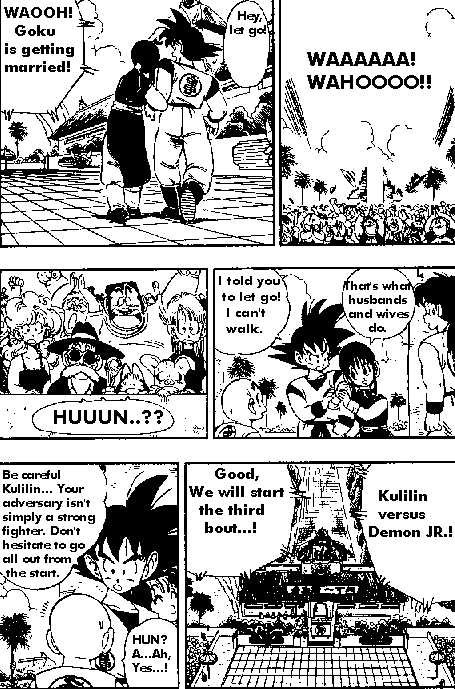 WAOOH!
Goku
is getting
married!
Hey,
let go!
WAAAAAA!
WAHOOOO!!
HUUUN..??
I told you
to let go!
I can't
walk.
That's what
husbands
and wives
do.
Be careful
Kulilin... Your
adversary isn't
simply a strong
fighter. Don't
hesitate to go
all out from
the start.
HUN?
A...Ah,
Yes...!
Good,
We will start
the third
bout...!
Kulilin
versus
Demon JR.!